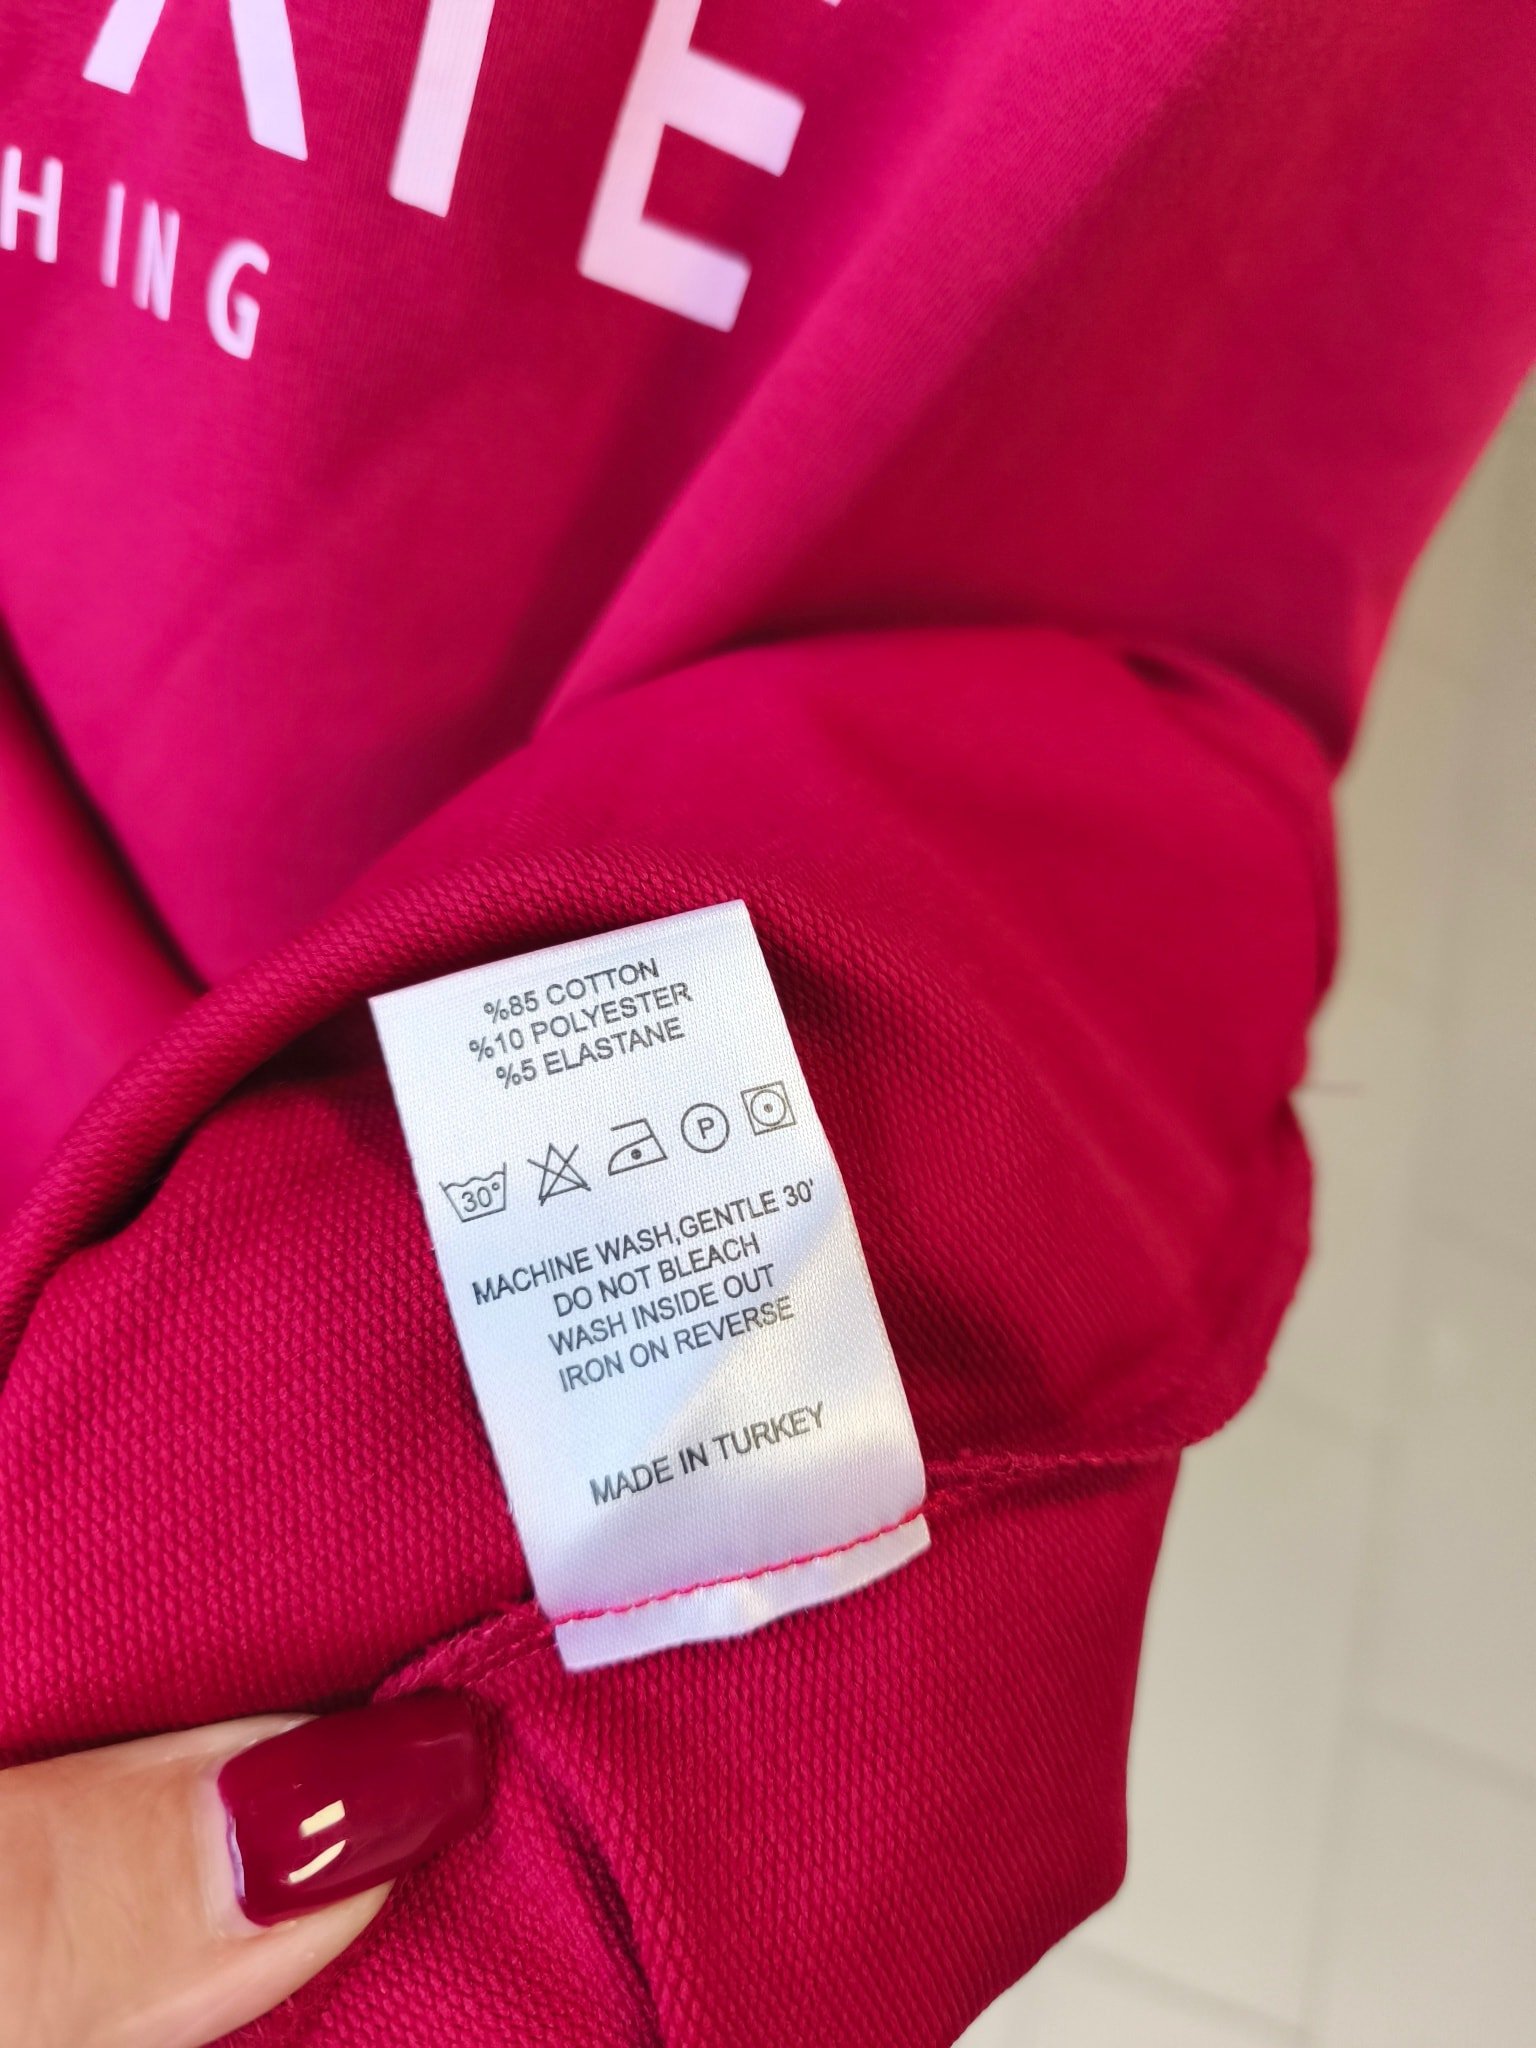 HING
%85 COTTON
%10 POLYESTER
%5 ELASTANE
30° P
MACHINE WASH,GENTLE 30'
DO NOT BLEACH
WASH INSIDE OUT
IRON ON REVERSE
MADE IN TURKEY